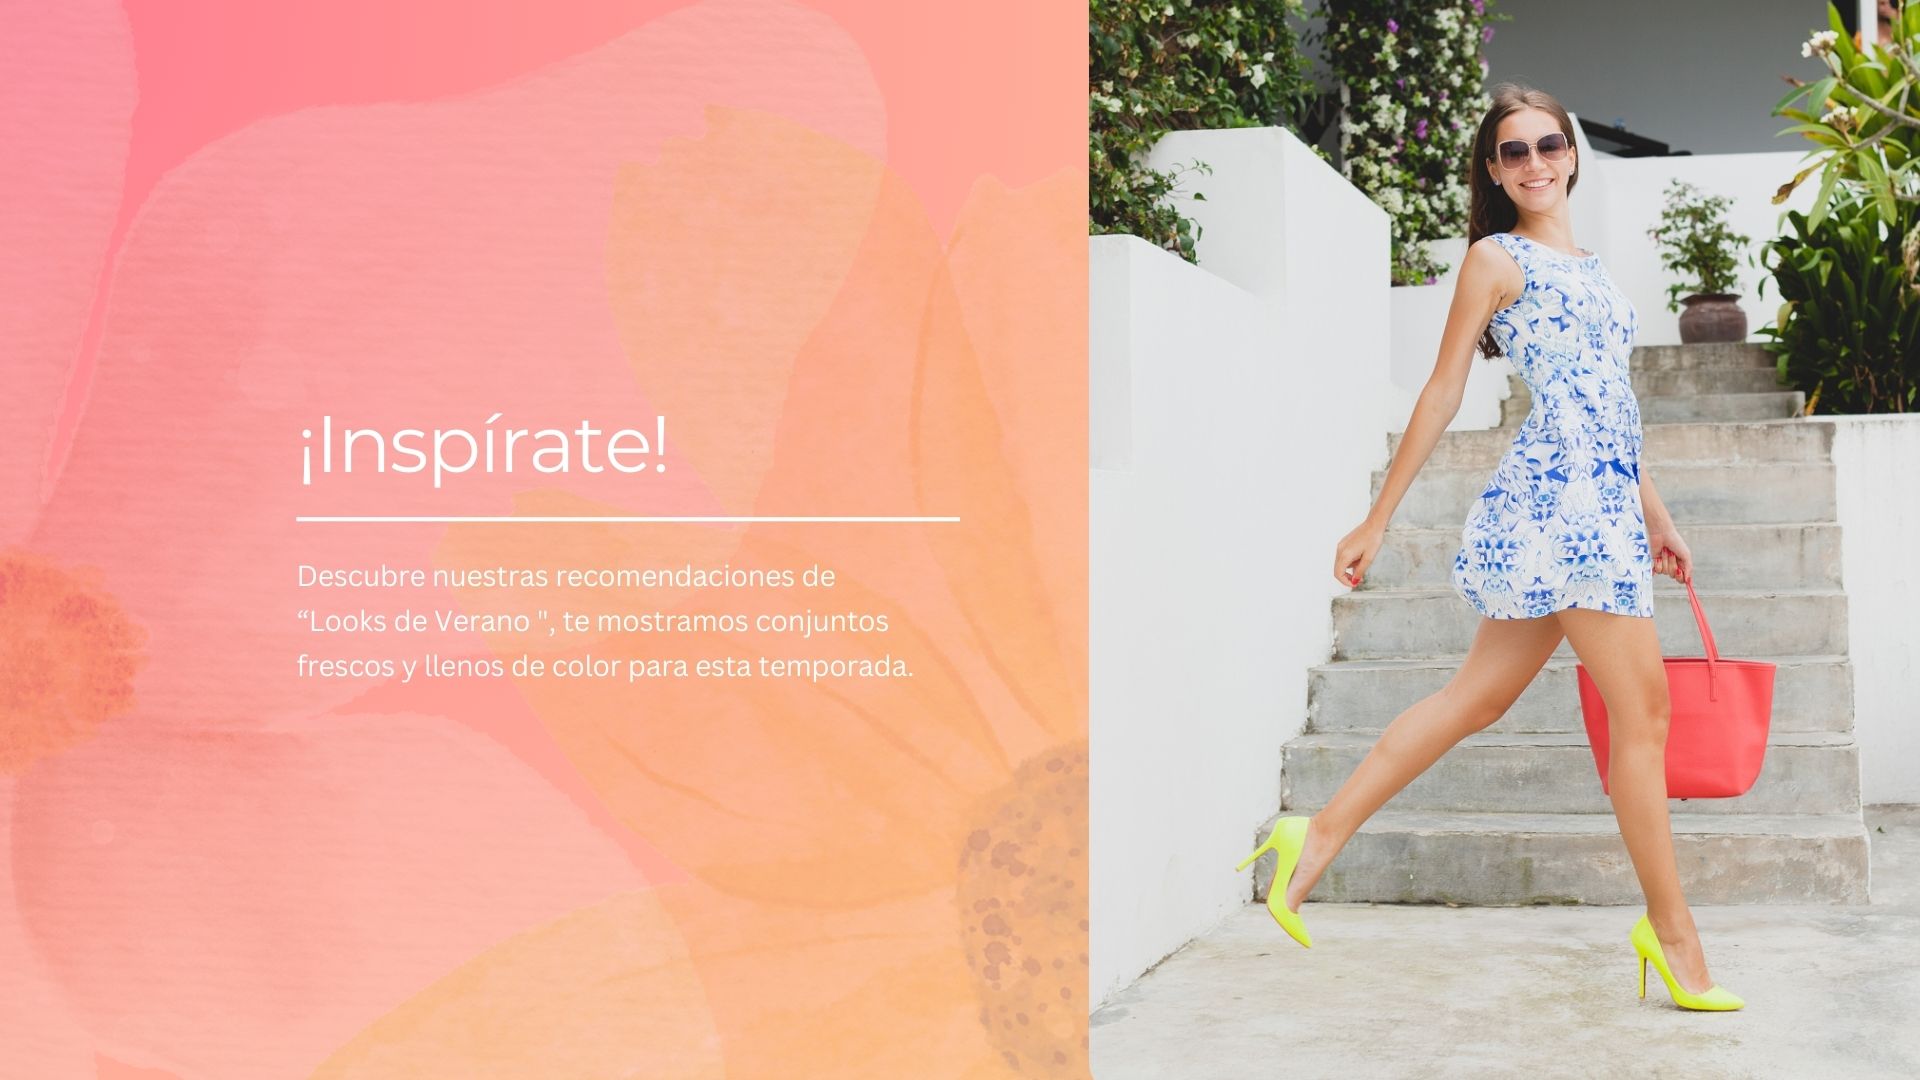 ¡Inspírate!
Descubre nuestras recomendaciones de
“Looks de Verano ", te mostramos conjuntos
frescos y llenos de color para esta temporada.